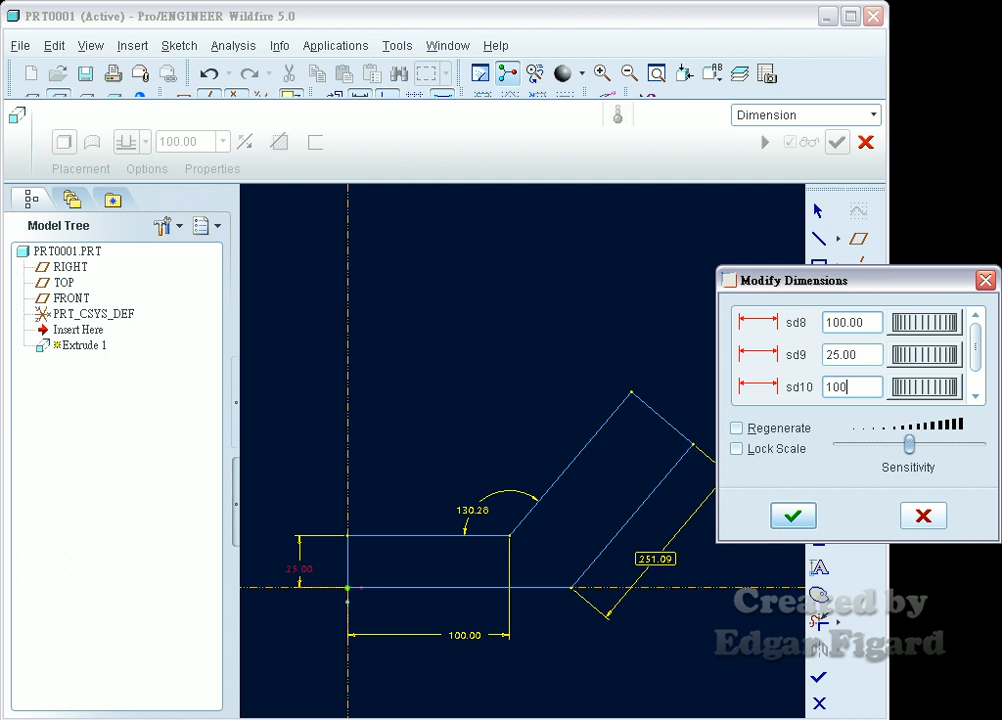 PRT0001 (Active) - Pro/ENGINEER Wildfire 5.0
File Edit View Insert Sketch Analysis Info Applications Tools Window Help
Dimension
100.00
Placement Options Properties
Model Tree
PRT0001.PRT
RIGHT
TOP
FRONT
PRT_CSYS_DEF
Insert Here
Extrude 1
Modify Dimensions
sd8 100.00
sd9 25.00
sd10 100
Regenerate
Lock Scale
Sensitivity
130.28
25.00
251.09
100.00
Created by
Edgar Figard